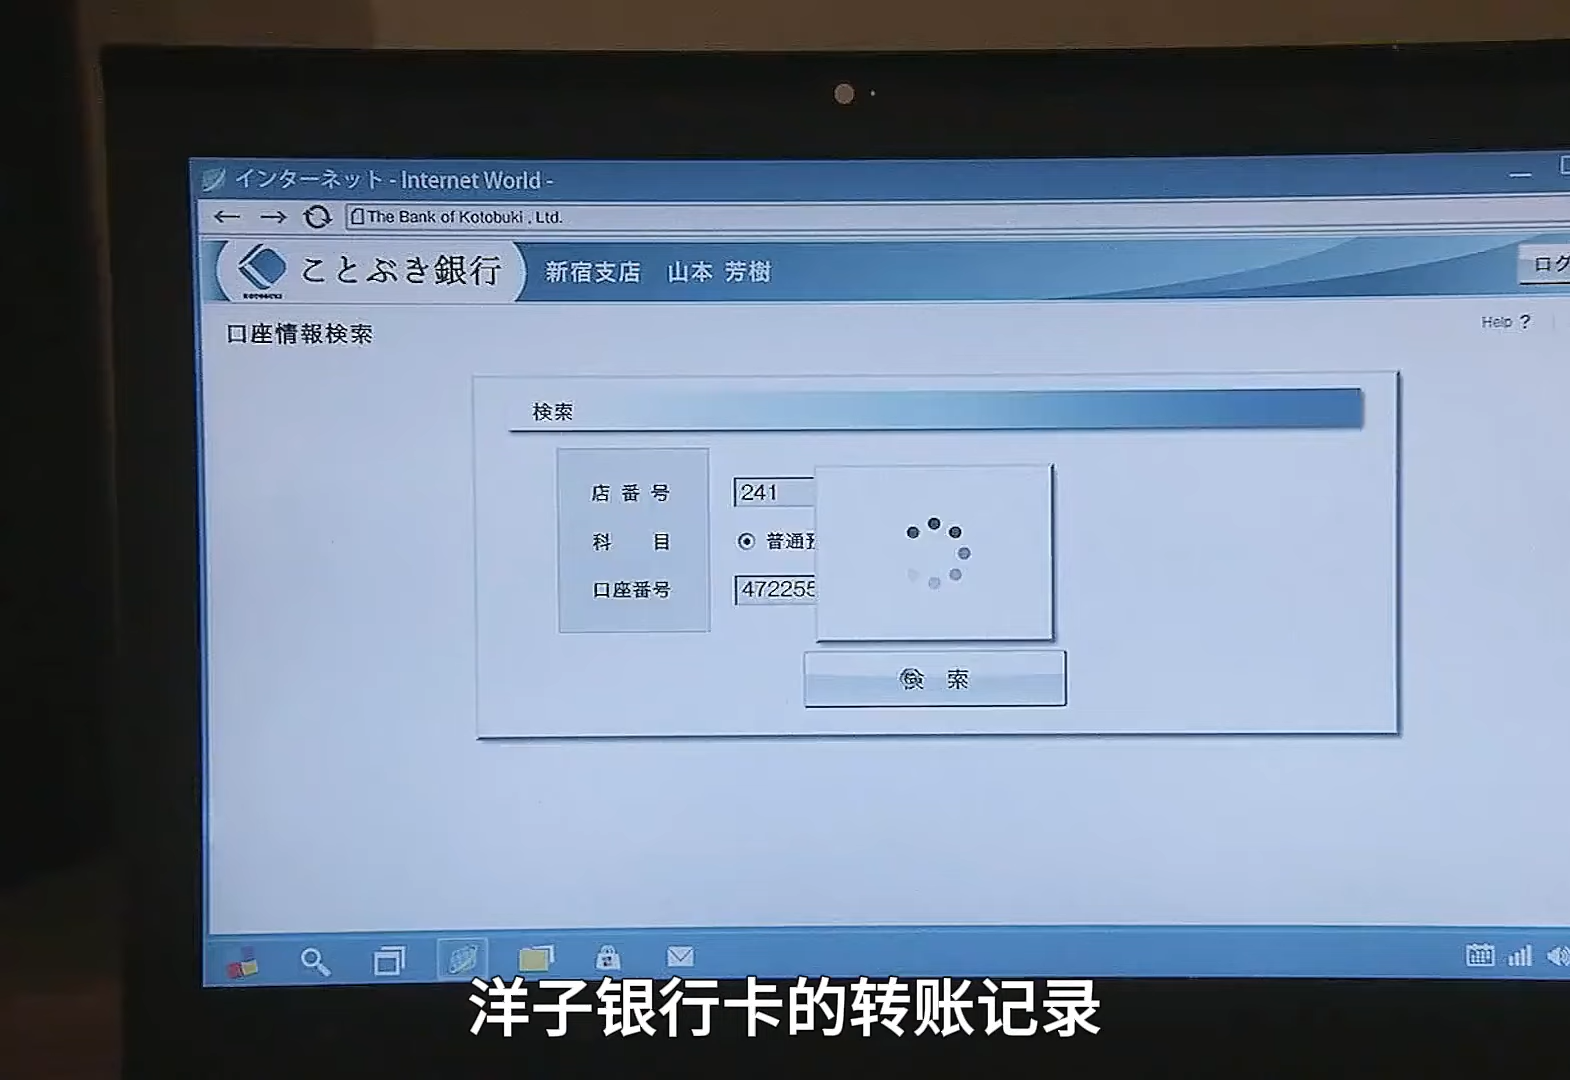 インターネット - Internet World -
The Bank of Kotobuki , Ltd.
ことぶき銀行 新宿支店 山本 芳樹 ログ
KOTOBUKI
口座情報検索
Help ?
検索
店番号 241
科目 普通預
口座番号 472255
検索
洋子银行卡的转账记录